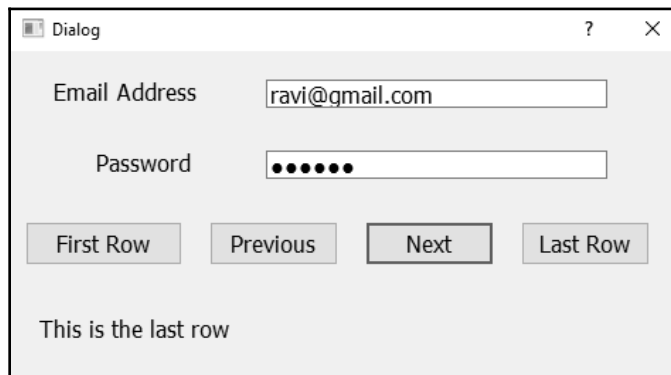 Dialog ?
Email Address ravi@gmail.com
Password ●●●●●●
First Row Previous Next Last Row
This is the last row